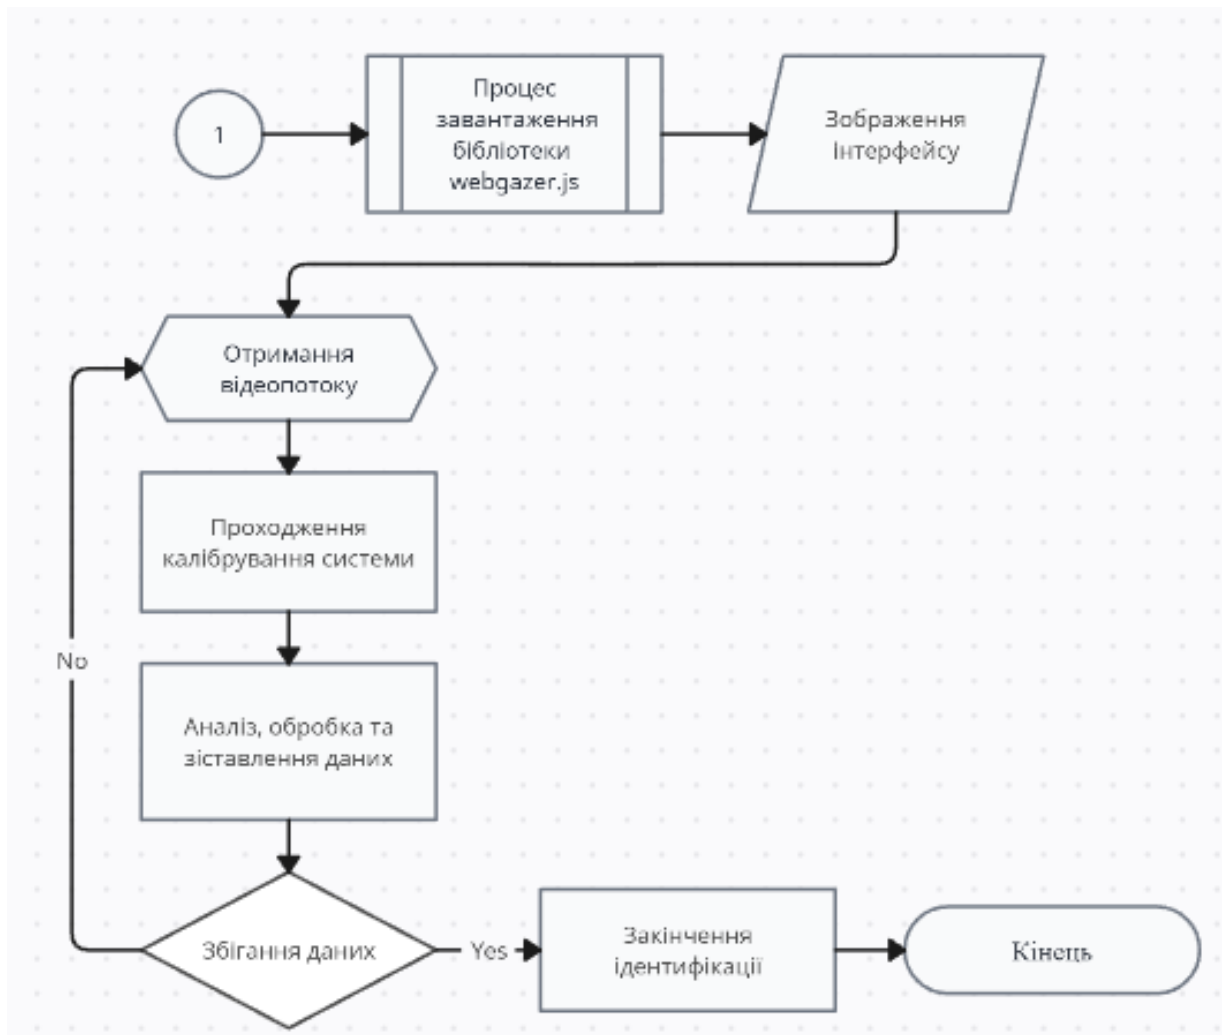 1
Процес
завантаження
бібліотеки
webgazer.js
Зображення
інтерфейсу
Отримання
відеопотоку
Проходження
калібрування системи
No
Аналіз, обробка та
зіставлення даних
Збігання даних
Yes
Закінчення
ідентифікації
Кінець